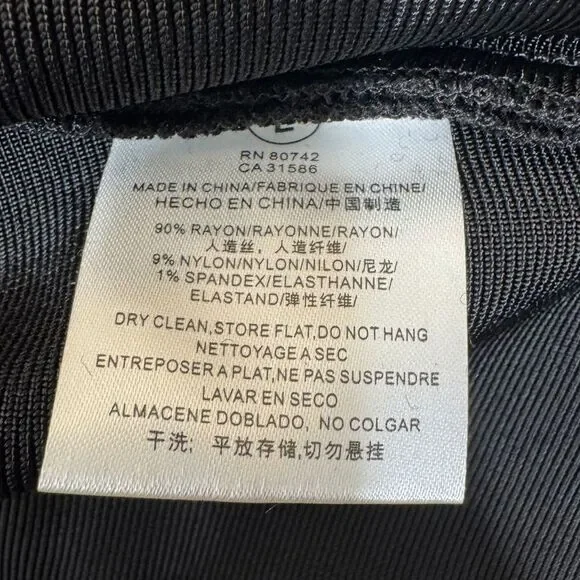 L
RN 80742
CA 31586
MADE IN CHINA/FABRIQUE EN CHINE/
HECHO EN CHINA/中国制造
90% RAYON/RAYONNE/RAYON/
人造丝, 人造纤维/
9% NYLON/NYLON/NILON/尼龙/
1% SPANDEX/ELASTHANNE/
ELASTAND/弹性纤维/
DRY CLEAN,STORE FLAT,DO NOT HANG
NETTOYAGE A SEC
ENTREPOSER A PLAT,NE PAS SUSPENDRE
LAVAR EN SECO
ALMACENE DOBLADO, NO COLGAR
干洗; 平放存储,切勿悬挂